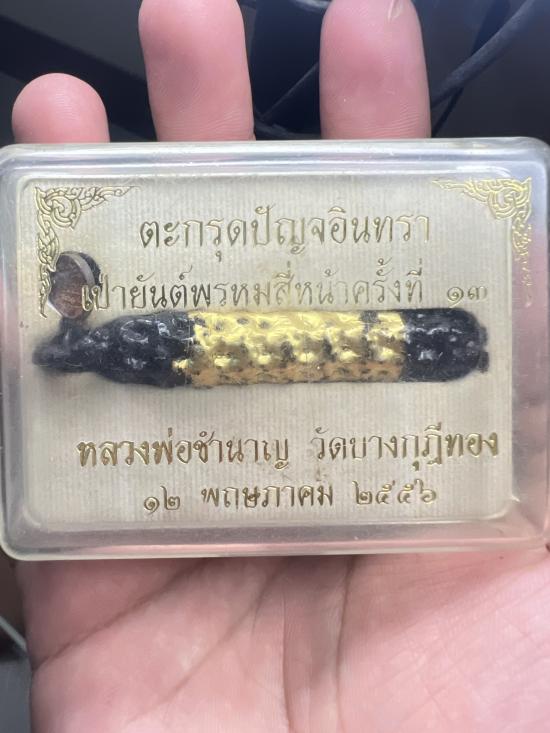 ตะกรุดปัญจอินทรา
เป่ายันต์พรหมสี่หน้าครั้งที่ ๑๓
หลวงพ่อชำนาญ วัดบางกุฎีทอง
๑๒ พฤษภาคม ๒๕๕๖